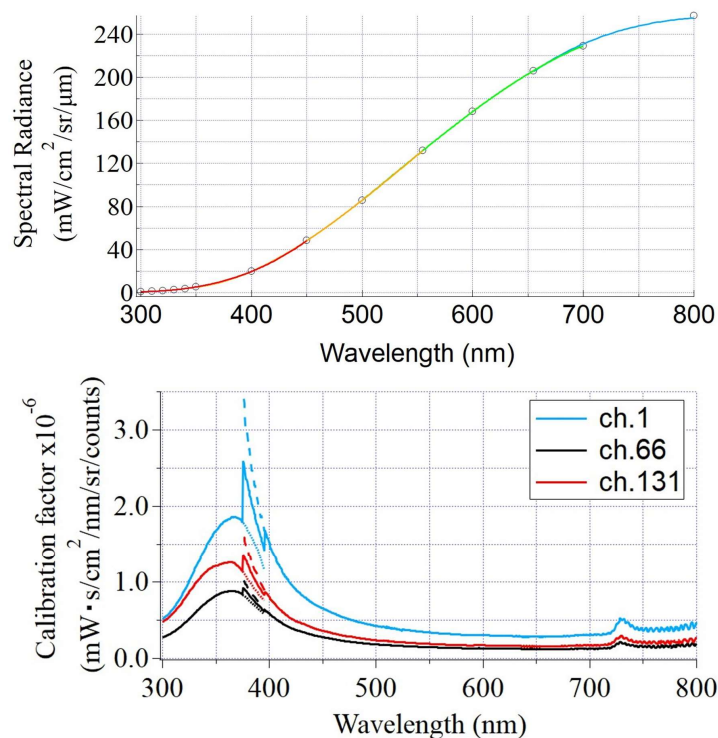 240
200
160
120
80
40
0
Spectral Radiance
(mW/cm²/sr/μm)
300 400 500 600 700 800
Wavelength (nm)
3.0
2.0
1.0
0.0
Calibration factor x10⁻⁶
(mW・s/cm²/nm/sr/counts)
ch.1
ch.66
ch.131
300 400 500 600 700 800
Wavelength (nm)